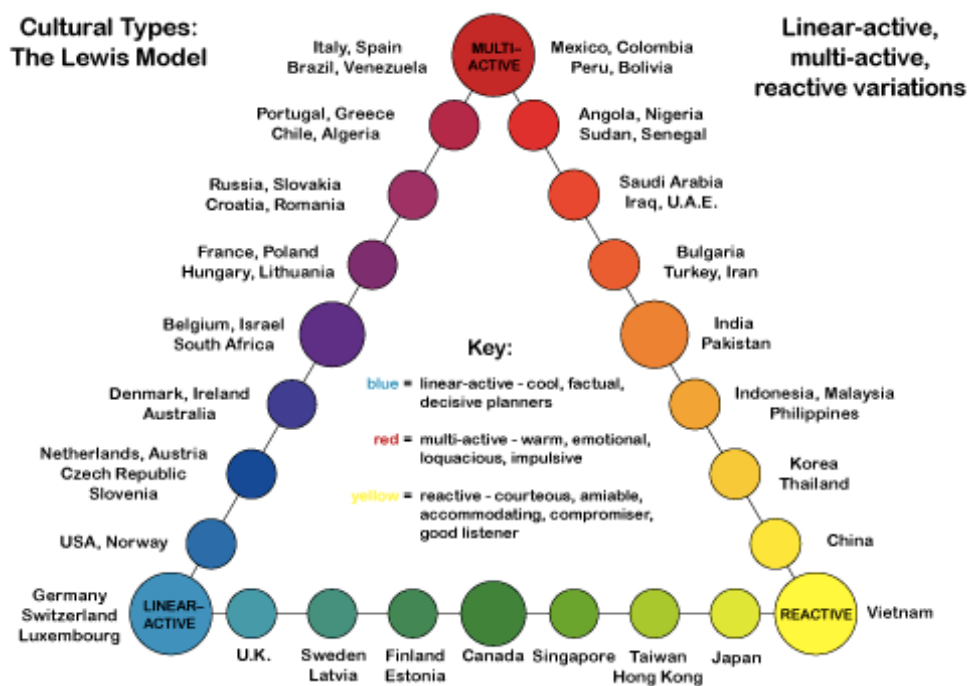 Cultural Types:
The Lewis Model
Linear-active,
multi-active,
reactive variations
Italy, Spain
Brazil, Venezuela
MULTI-
ACTIVE
Mexico, Colombia
Peru, Bolivia
Portugal, Greece
Chile, Algeria
Angola, Nigeria
Sudan, Senegal
Russia, Slovakia
Croatia, Romania
Saudi Arabia
Iraq, U.A.E.
France, Poland
Hungary, Lithuania
Bulgaria
Turkey, Iran
Belgium, Israel
South Africa
India
Pakistan
Key:
blue = linear-active - cool, factual,
decisive planners
red = multi-active - warm, emotional,
loquacious, impulsive
yellow = reactive - courteous, amiable,
accommodating, compromiser,
good listener
Denmark, Ireland
Australia
Indonesia, Malaysia
Philippines
Netherlands, Austria
Czech Republic
Slovenia
Korea
Thailand
USA, Norway
China
Germany
Switzerland
Luxembourg
LINEAR-
ACTIVE
REACTIVE
Vietnam
U.K.
Sweden
Latvia
Finland
Estonia
Canada
Singapore
Taiwan
Hong Kong
Japan